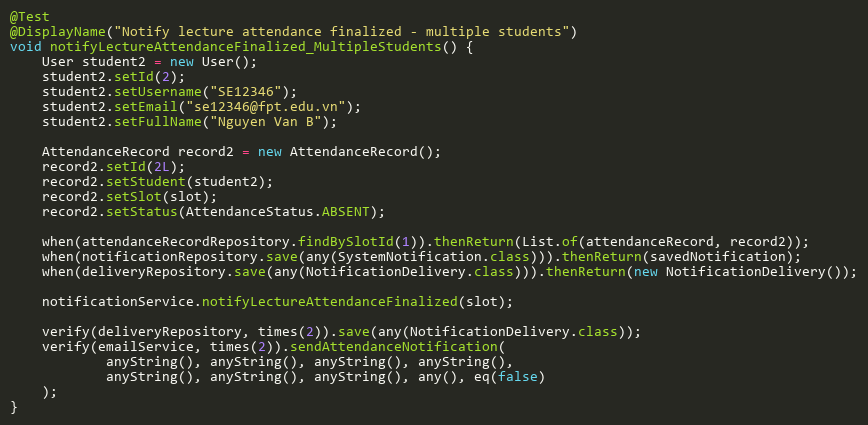 @Test
@DisplayName("Notify lecture attendance finalized - multiple students")
void notifyLectureAttendanceFinalized_MultipleStudents() {
    User student2 = new User();
    student2.setId(2);
    student2.setUsername("SE12346");
    student2.setEmail("se12346@fpt.edu.vn");
    student2.setFullName("Nguyen Van B");

    AttendanceRecord record2 = new AttendanceRecord();
    record2.setId(2L);
    record2.setStudent(student2);
    record2.setSlot(slot);
    record2.setStatus(AttendanceStatus.ABSENT);

    when(attendanceRecordRepository.findBySlotId(1)).thenReturn(List.of(attendanceRecord, record2));
    when(notificationRepository.save(any(SystemNotification.class))).thenReturn(savedNotification);
    when(deliveryRepository.save(any(NotificationDelivery.class))).thenReturn(new NotificationDelivery());

    notificationService.notifyLectureAttendanceFinalized(slot);

    verify(deliveryRepository, times(2)).save(any(NotificationDelivery.class));
    verify(emailService, times(2)).sendAttendanceNotification(
            anyString(), anyString(), anyString(), anyString(),
            anyString(), anyString(), anyString(), any(), eq(false)
    );
}